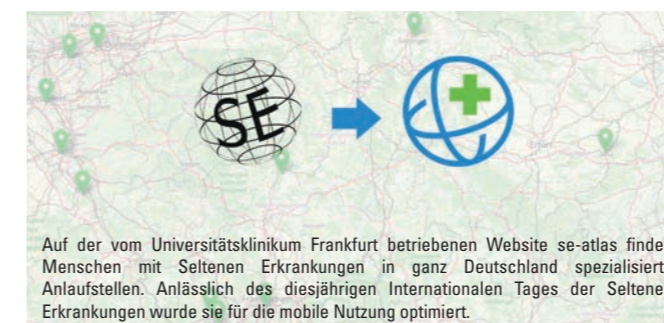 SE
Erfurt
Auf der vom Universitätsklinikum Frankfurt betriebenen Website se-atlas finde
Menschen mit Seltenen Erkrankungen in ganz Deutschland spezialisiert
Anlaufstellen. Anlässlich des diesjährigen Internationalen Tages der Seltene
Erkrankungen wurde sie für die mobile Nutzung optimiert.